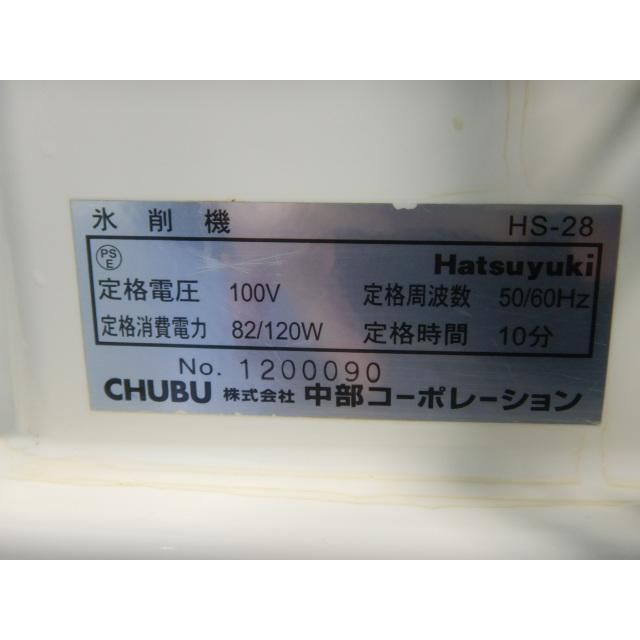 氷削機 HS-28
PS E Hatsuyuki
定格電圧 100V 定格周波数 50/60Hz
定格消費電力 82/120W 定格時間 10分
No. 1200090
CHUBU 株式会社 中部コーポレーション